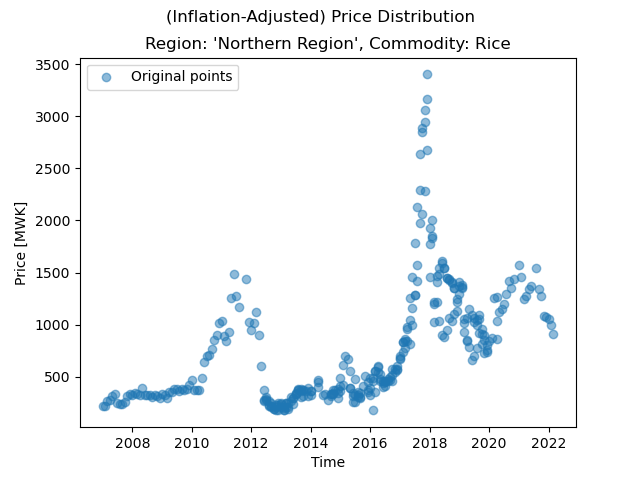 (Inflation-Adjusted) Price Distribution
Region: 'Northern Region', Commodity: Rice
Original points
3500
3000
2500
2000
1500
1000
500
Price [MWK]
2008 2010 2012 2014 2016 2018 2020 2022
Time